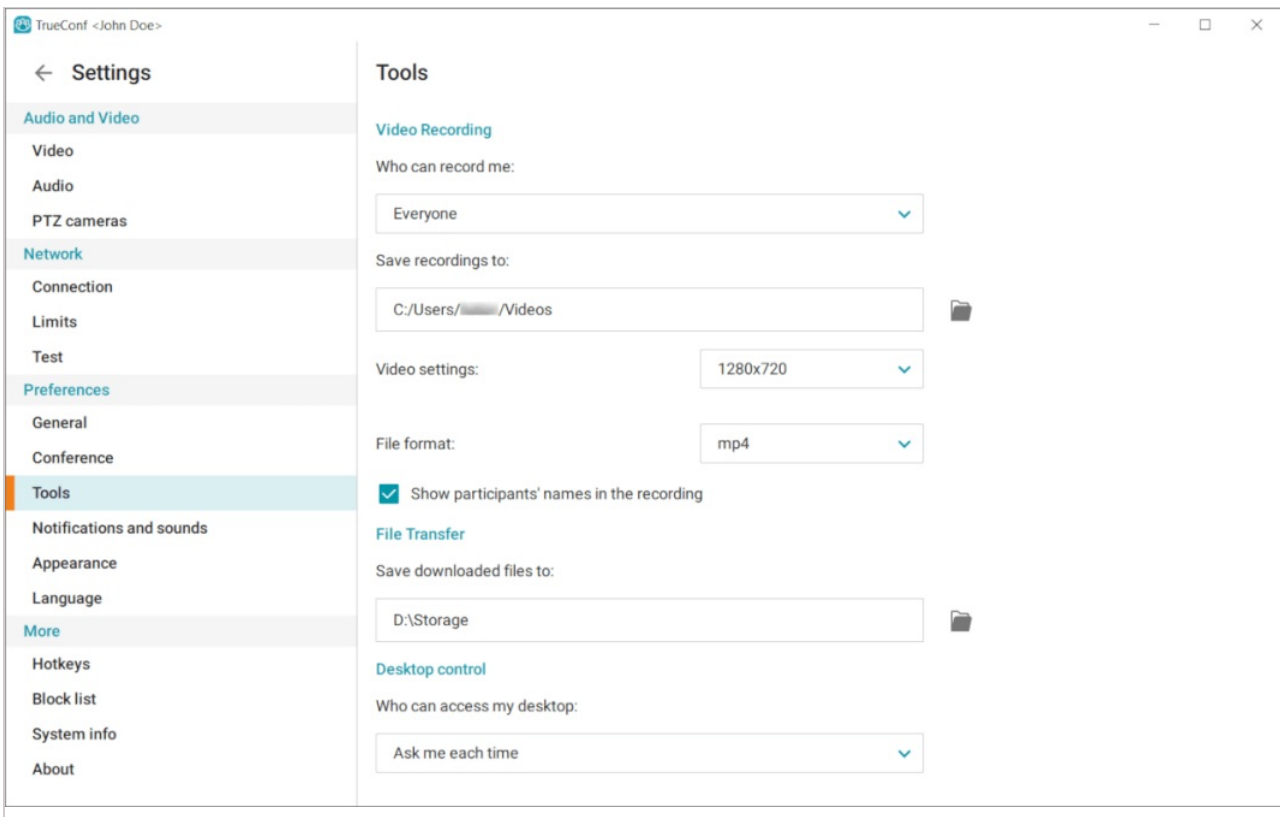 TrueConf <John Doe>
Settings
Audio and Video
Video
Audio
PTZ cameras
Network
Connection
Limits
Test
Preferences
General
Conference
Tools
Notifications and sounds
Appearance
Language
More
Hotkeys
Block list
System info
About
Tools
Video Recording
Who can record me:
Everyone
Save recordings to:
C:/Users/ /Videos
Video settings:
1280x720
File format:
mp4
Show participants' names in the recording
File Transfer
Save downloaded files to:
D:\Storage
Desktop control
Who can access my desktop:
Ask me each time